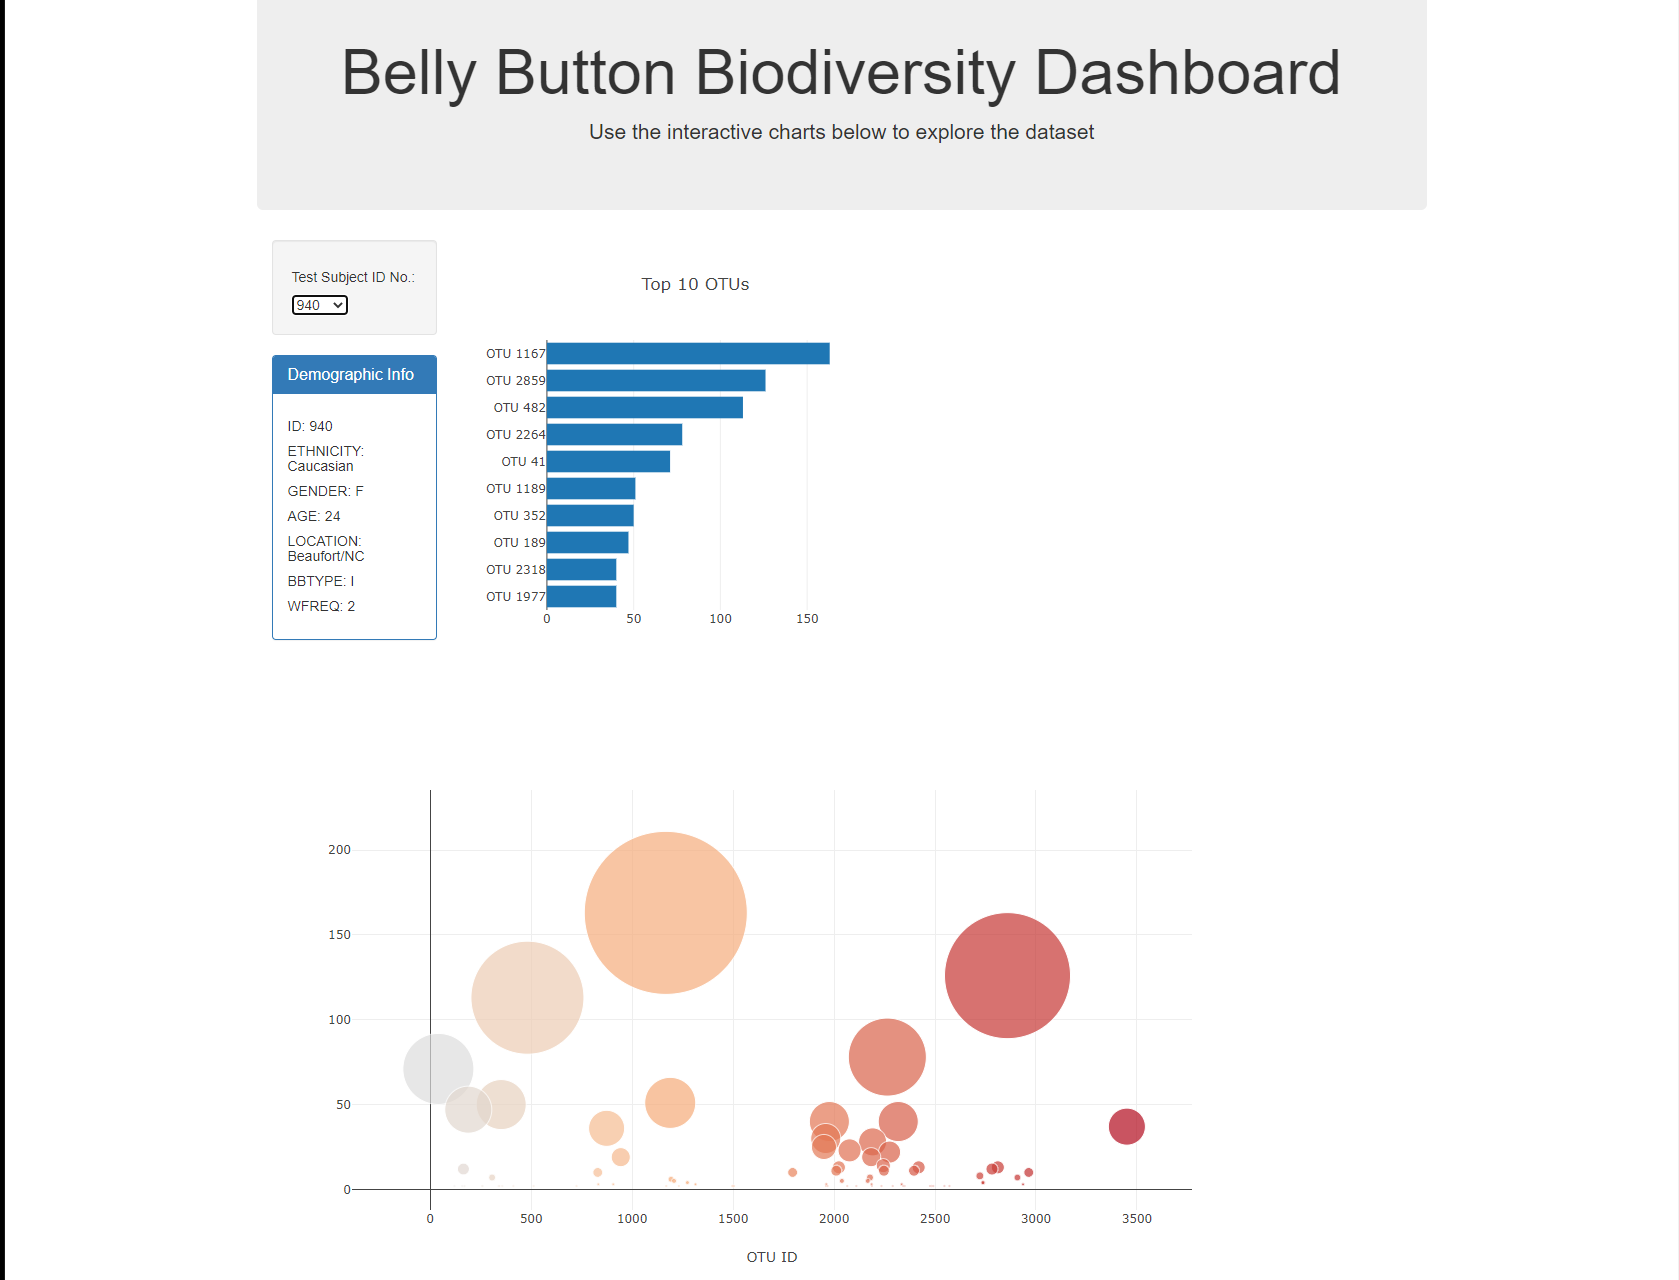 Belly Button Biodiversity Dashboard
Use the interactive charts below to explore the dataset
Test Subject ID No.:
940
Demographic Info
ID: 940
ETHNICITY:
Caucasian
GENDER: F
AGE: 24
LOCATION:
Beaufort/NC
BBTYPE: I
WFREQ: 2
Top 10 OTUs
OTU 1167
OTU 2859
OTU 482
OTU 2264
OTU 41
OTU 1189
OTU 352
OTU 189
OTU 2318
OTU 1977
0 50 100 150
200
150
100
50
0
0 500 1000 1500 2000 2500 3000 3500
OTU ID